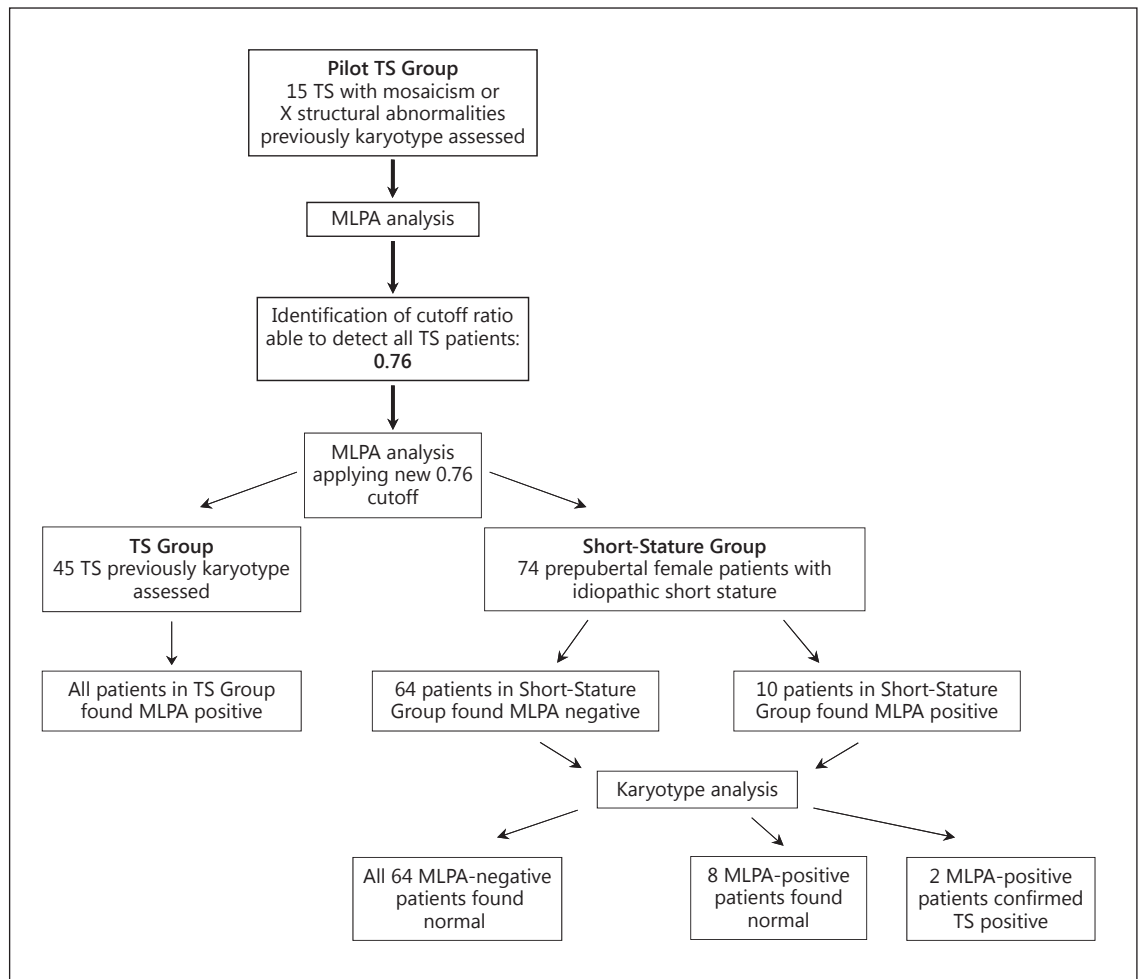 Pilot TS Group
15 TS with mosaicism or
X structural abnormalities
previously karyotype assessed
MLPA analysis
Identification of cutoff ratio
able to detect all TS patients:
0.76
MLPA analysis
applying new 0.76
cutoff
TS Group
45 TS previously karyotype
assessed
Short-Stature Group
74 prepubertal female patients with
idiopathic short stature
All patients in TS Group
found MLPA positive
64 patients in Short-Stature
Group found MLPA negative
10 patients in Short-Stature
Group found MLPA positive
Karyotype analysis
All 64 MLPA-negative
patients found
normal
8 MLPA-positive
patients found
normal
2 MLPA-positive
patients confirmed
TS positive